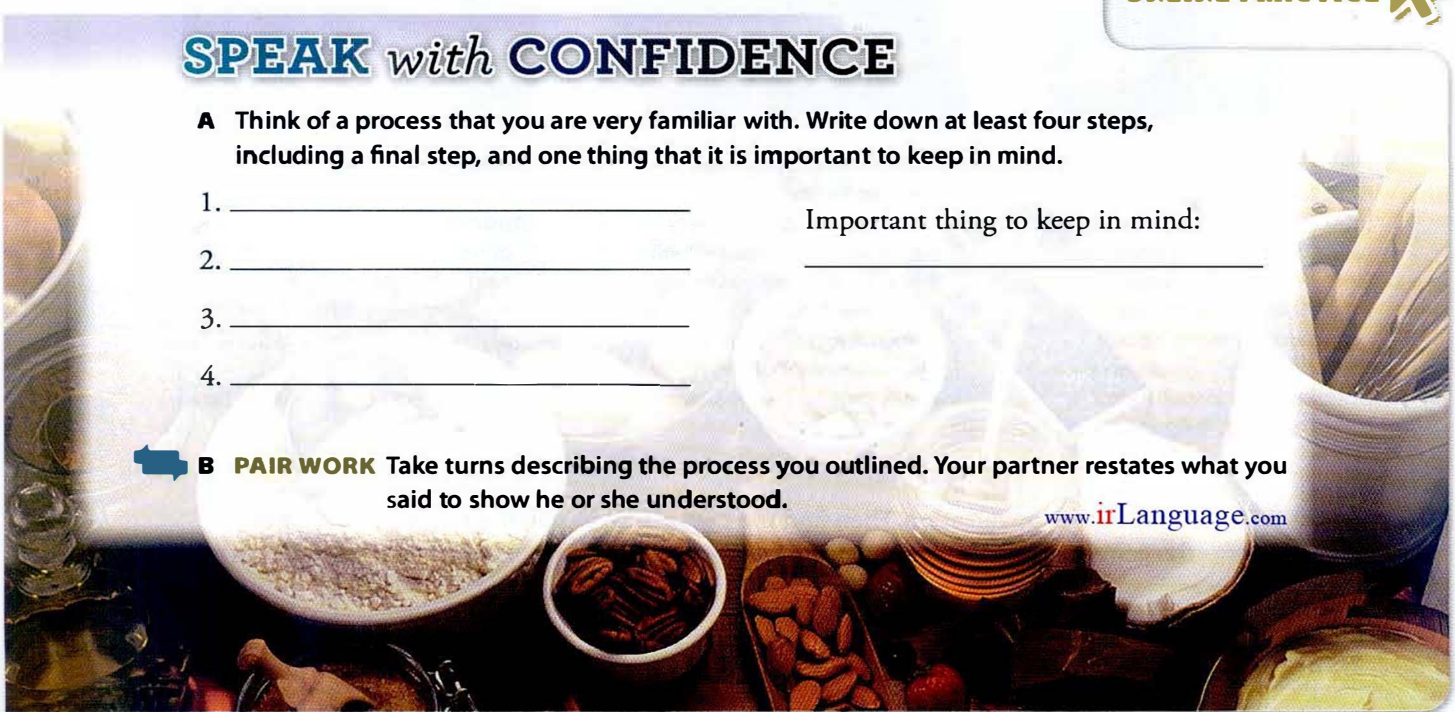 SPEAK with CONFIDENCE
A Think of a process that you are very familiar with. Write down at least four steps,
including a final step, and one thing that it is important to keep in mind.
1.
2.
3.
4.
Important thing to keep in mind:
B PAIR WORK Take turns describing the process you outlined. Your partner restates what you
said to show he or she understood.
www.irLanguage.com